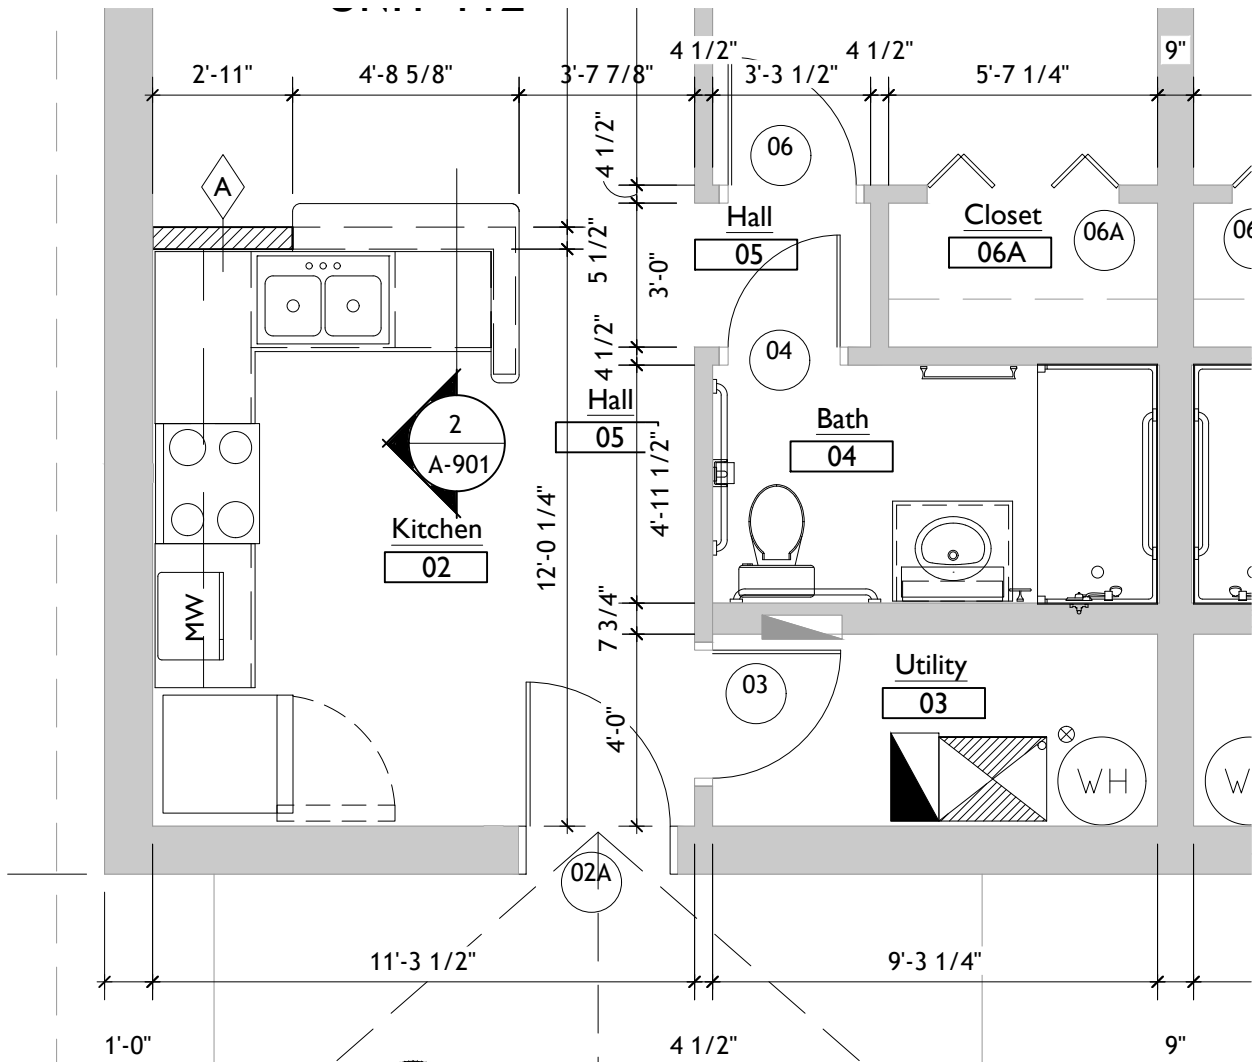 4 1/2"
4 1/2"
9"
2'-11"
4'-8 5/8"
3'-7 7/8"
3'-3 1/2"
5'-7 1/4"
4 1/2"
06
A
Hall
05
Closet
06A
06A
5 1/2"
3'-0"
4 1/2"
04
Hall
05
2
A-901
Bath
04
4'-11 1/2"
Kitchen
02
12'-0 1/4"
MW
7 3/4"
03
Utility
03
4'-0"
WH
02A
11'-3 1/2"
9'-3 1/4"
1'-0"
4 1/2"
9"